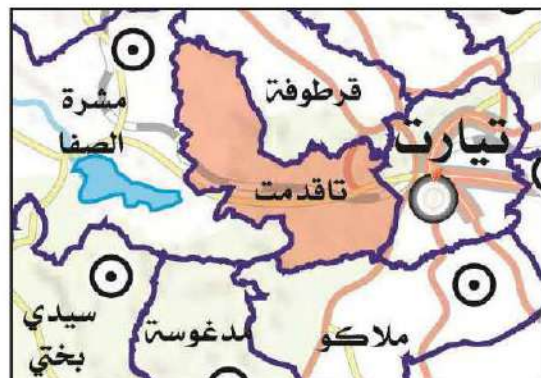 قرطوفة
مشرة
الصفا
تيارت
تاقدمت
سيدي
بختي
مدغوسة
ملاكو